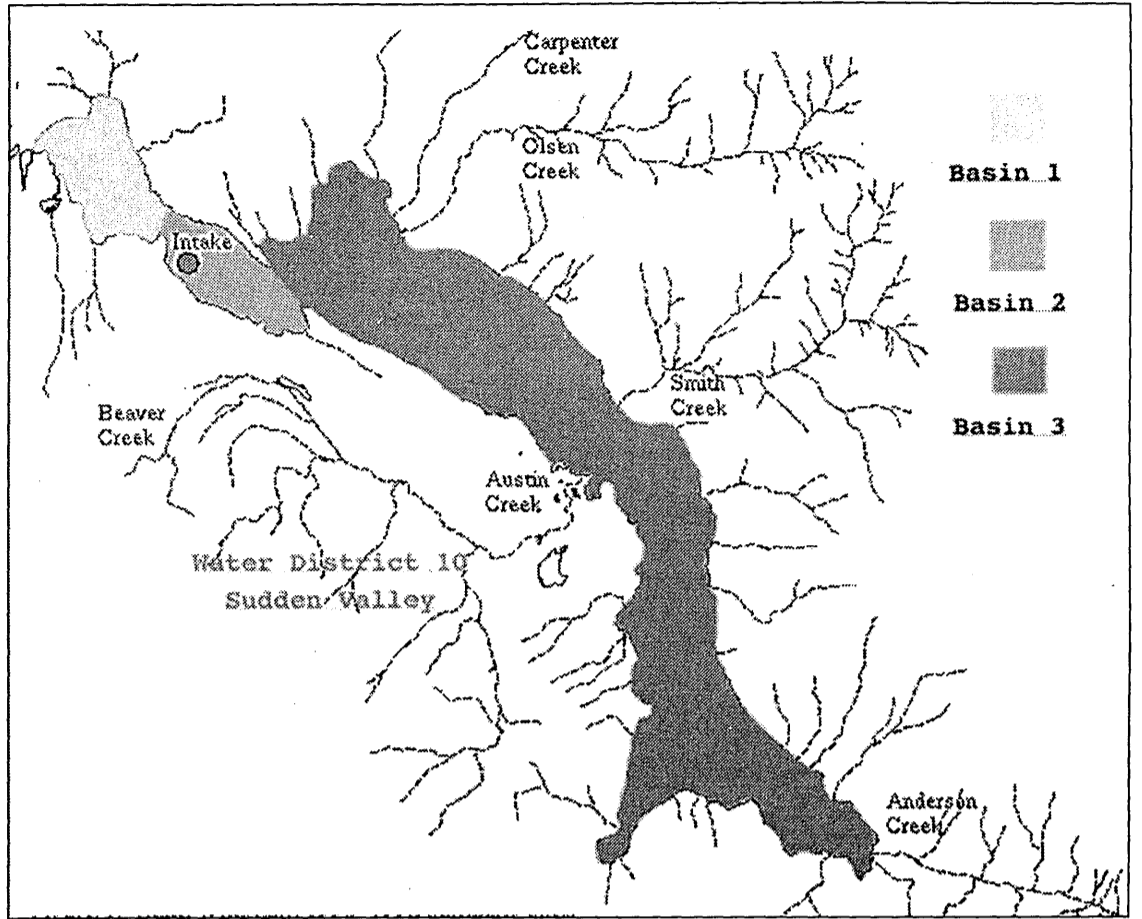 Carpenter
Creek
Olsen
Creek
Basin 1
Intake
Basin 2
Smith
Creek
Basin 3
Beaver
Creek
Austin
Creek
Water District 10
Sudden Valley
Anderson
Creek